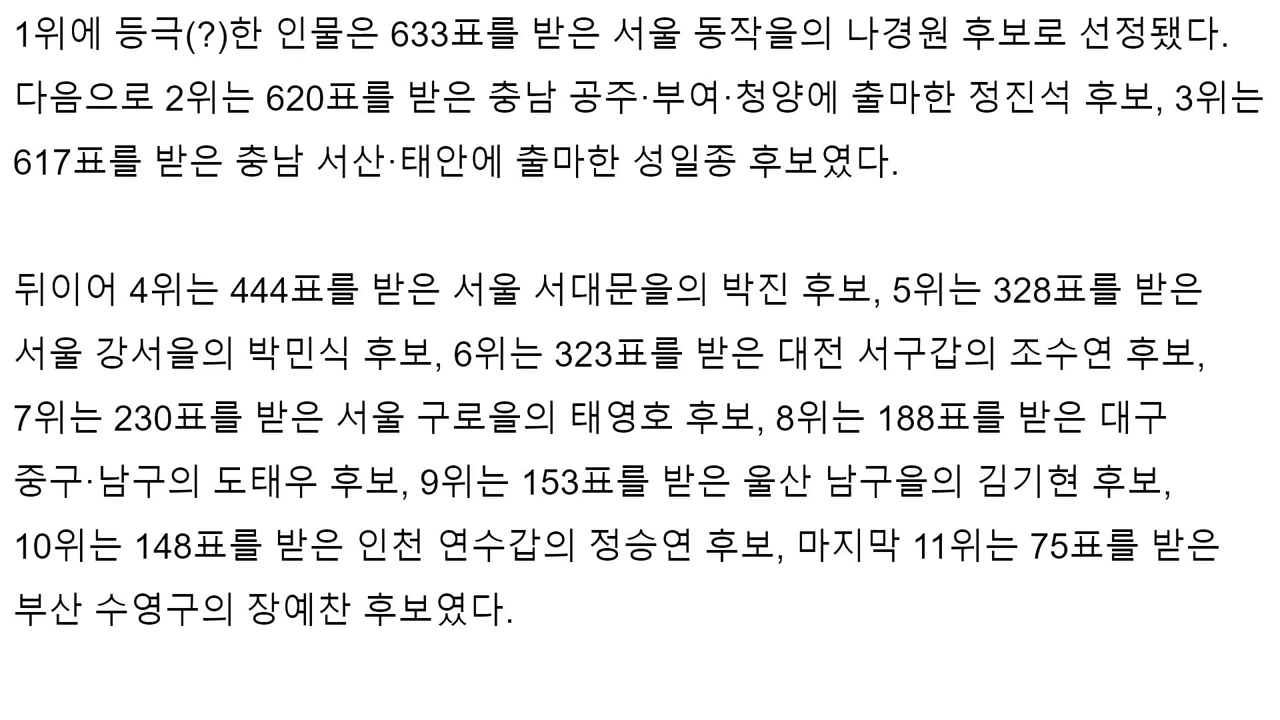 1위에 등극(?)한 인물은 633표를 받은 서울 동작을의 나경원 후보로 선정됐다.
다음으로 2위는 620표를 받은 충남 공주·부여·청양에 출마한 정진석 후보, 3위는
617표를 받은 충남 서산·태안에 출마한 성일종 후보였다.
뒤이어 4위는 444표를 받은 서울 서대문을의 박진 후보, 5위는 328표를 받은
서울 강서을의 박민식 후보, 6위는 323표를 받은 대전 서구갑의 조수연 후보,
7위는 230표를 받은 서울 구로을의 태영호 후보, 8위는 188표를 받은 대구
중구·남구의 도태우 후보, 9위는 153표를 받은 울산 남구을의 김기현 후보,
10위는 148표를 받은 인천 연수갑의 정승연 후보, 마지막 11위는 75표를 받은
부산 수영구의 장예찬 후보였다.